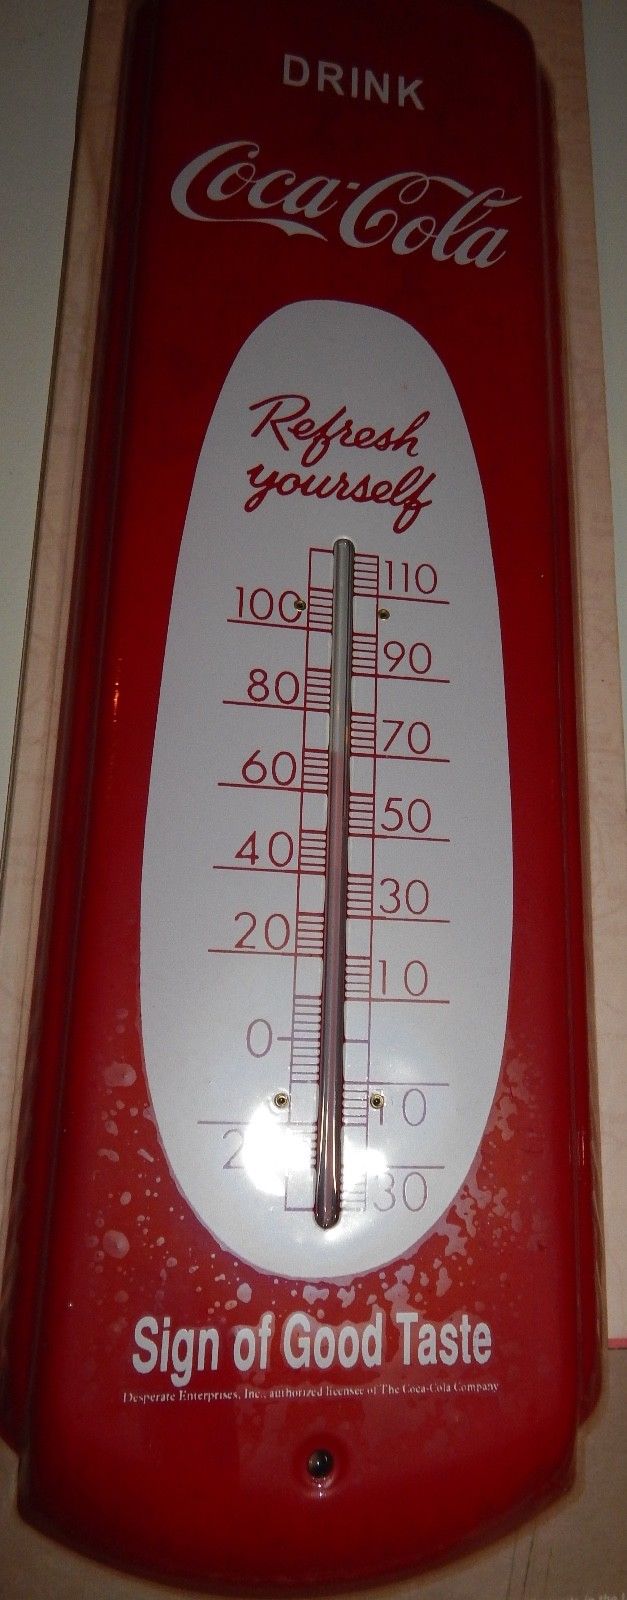 DRINK
Coca-Cola
Refresh
yourself
110
100
90
80
70
60
50
40
30
20
10
0
10
2
30
Sign of Good Taste
Desperate Enterprises, Inc., authorized licensee of The Coca-Cola Company